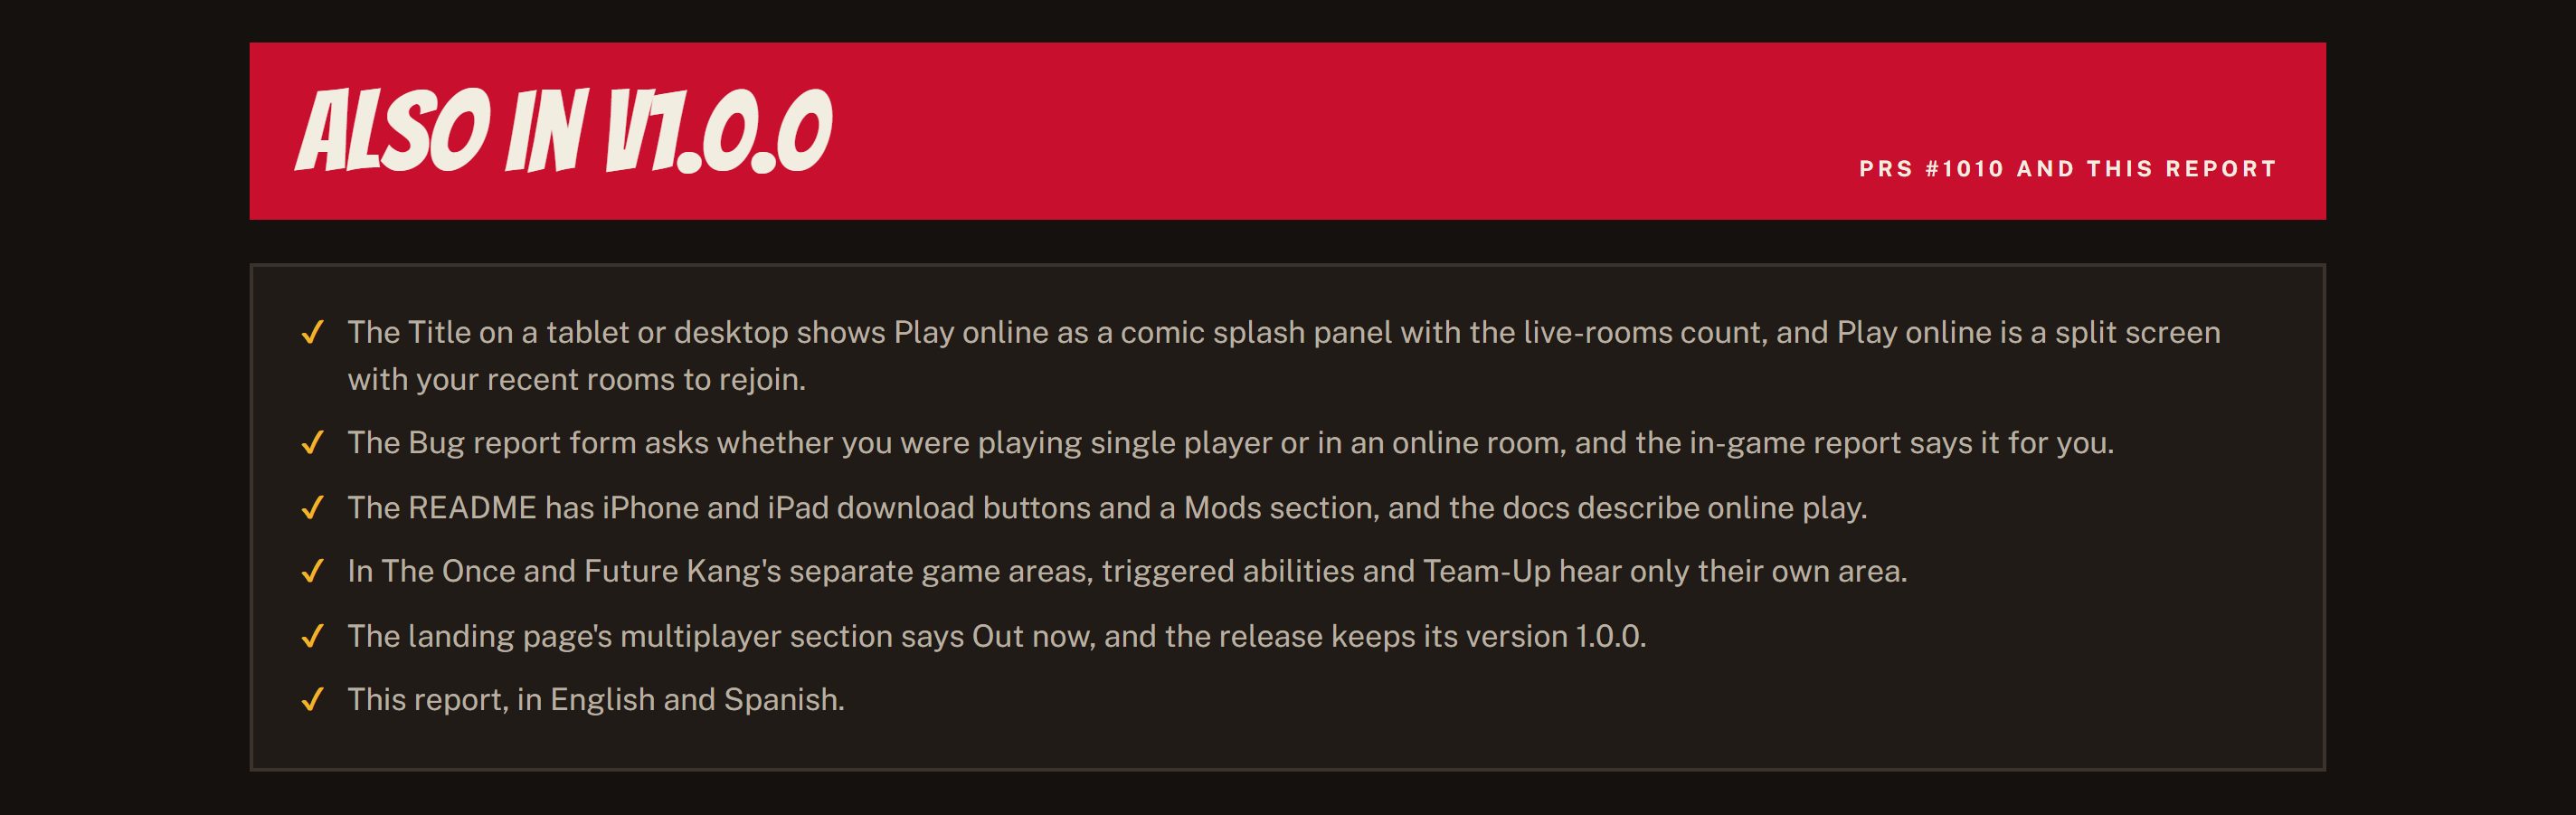 ALSO IN V1.0.0
PRS #1010 AND THIS REPORT
✓ The Title on a tablet or desktop shows Play online as a comic splash panel with the live-rooms count, and Play online is a split screen
with your recent rooms to rejoin.
✓ The Bug report form asks whether you were playing single player or in an online room, and the in-game report says it for you.
✓ The README has iPhone and iPad download buttons and a Mods section, and the docs describe online play.
✓ In The Once and Future Kang's separate game areas, triggered abilities and Team-Up hear only their own area.
✓ The landing page's multiplayer section says Out now, and the release keeps its version 1.0.0.
✓ This report, in English and Spanish.